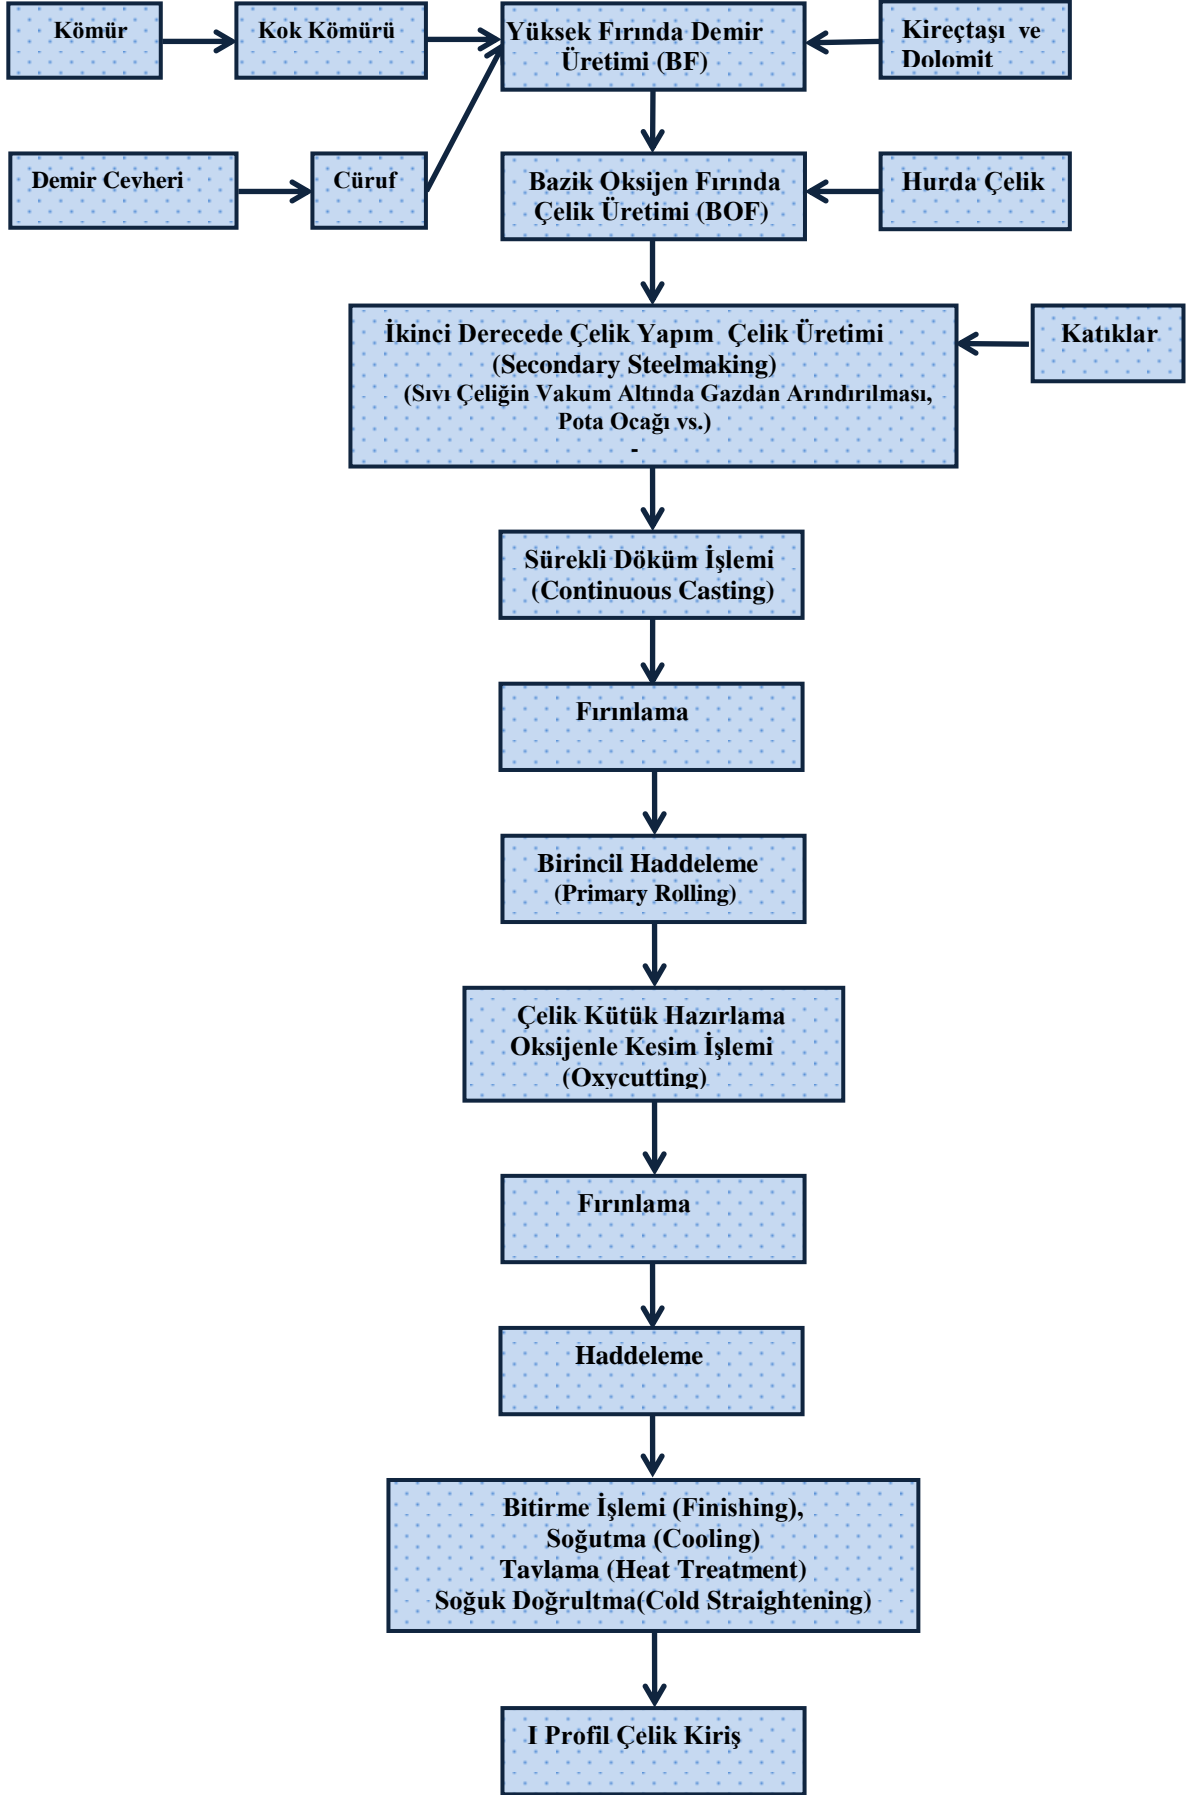 Kömür
Kok Kömürü
Yüksek Fırında Demir
Üretimi (BF)
Kireçtaşı ve
Dolomit
Demir Cevheri
Cüruf
Bazik Oksijen Fırında
Çelik Üretimi (BOF)
Hurda Çelik
İkinci Derecede Çelik Yapım Çelik Üretimi
(Secondary Steelmaking)
(Sıvı Çeliğin Vakum Altında Gazdan Arındırılması,
Pota Ocağı vs.)
-
Katıklar
Sürekli Döküm İşlemi
(Continuous Casting)
Fırınlama
Birincil Haddeleme
(Primary Rolling)
Çelik Kütük Hazırlama
Oksijenle Kesim İşlemi
(Oxycutting)
Fırınlama
Haddeleme
Bitirme İşlemi (Finishing),
Soğutma (Cooling)
Tavlama (Heat Treatment)
Soğuk Doğrultma(Cold Straightening)
I Profil Çelik Kiriş